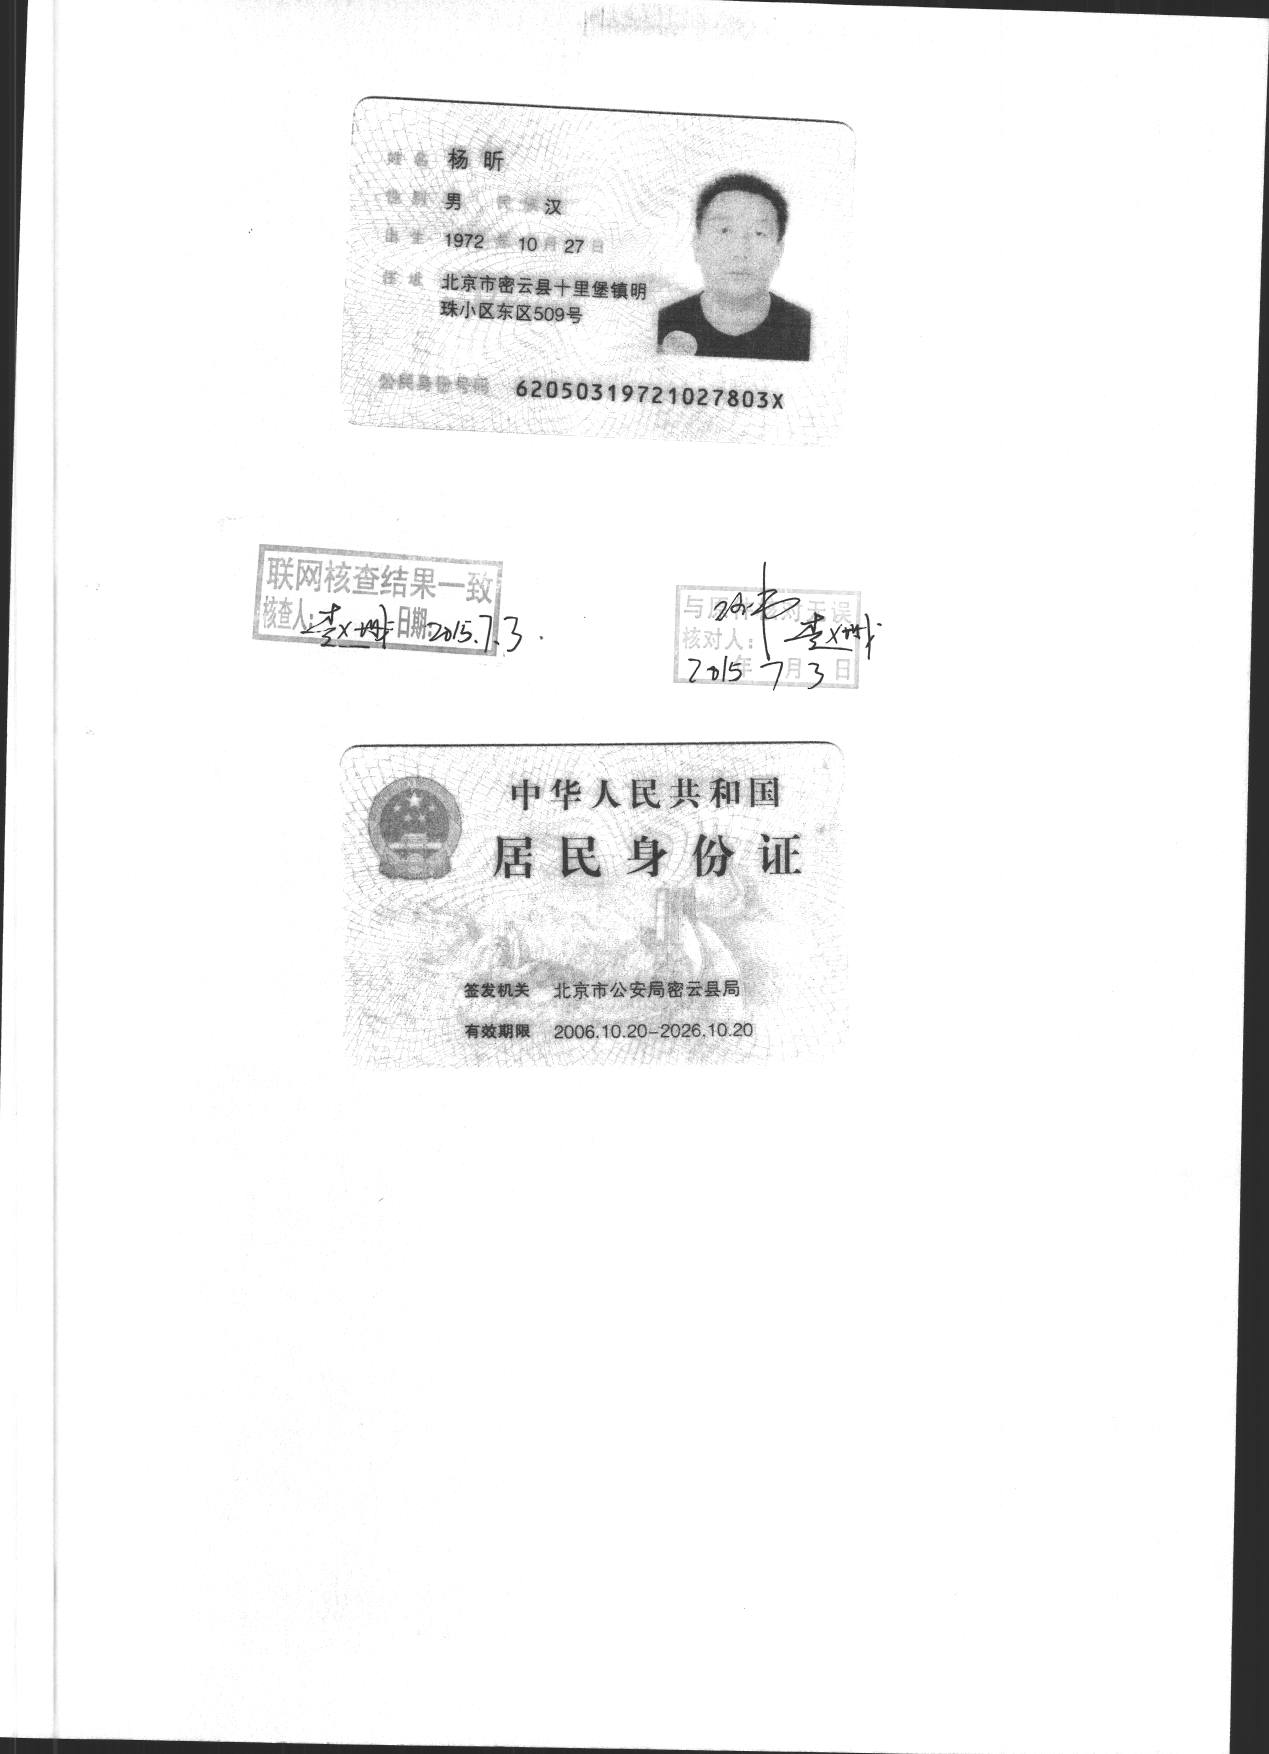 姓名 杨昕
性别 男 民族 汉
出生 1972 年 10 月 27 日
住址 北京市密云县十里堡镇明
珠小区东区509号
公民身份号码 62050319721027803X
联网核查结果一致
核查人: 日期: 2015.7.3
与原件核对无误
核对人:
2015 年 7 月 3 日
中华人民共和国
居民身份证
签发机关 北京市公安局密云县局
有效期限 2006.10.20-2026.10.20